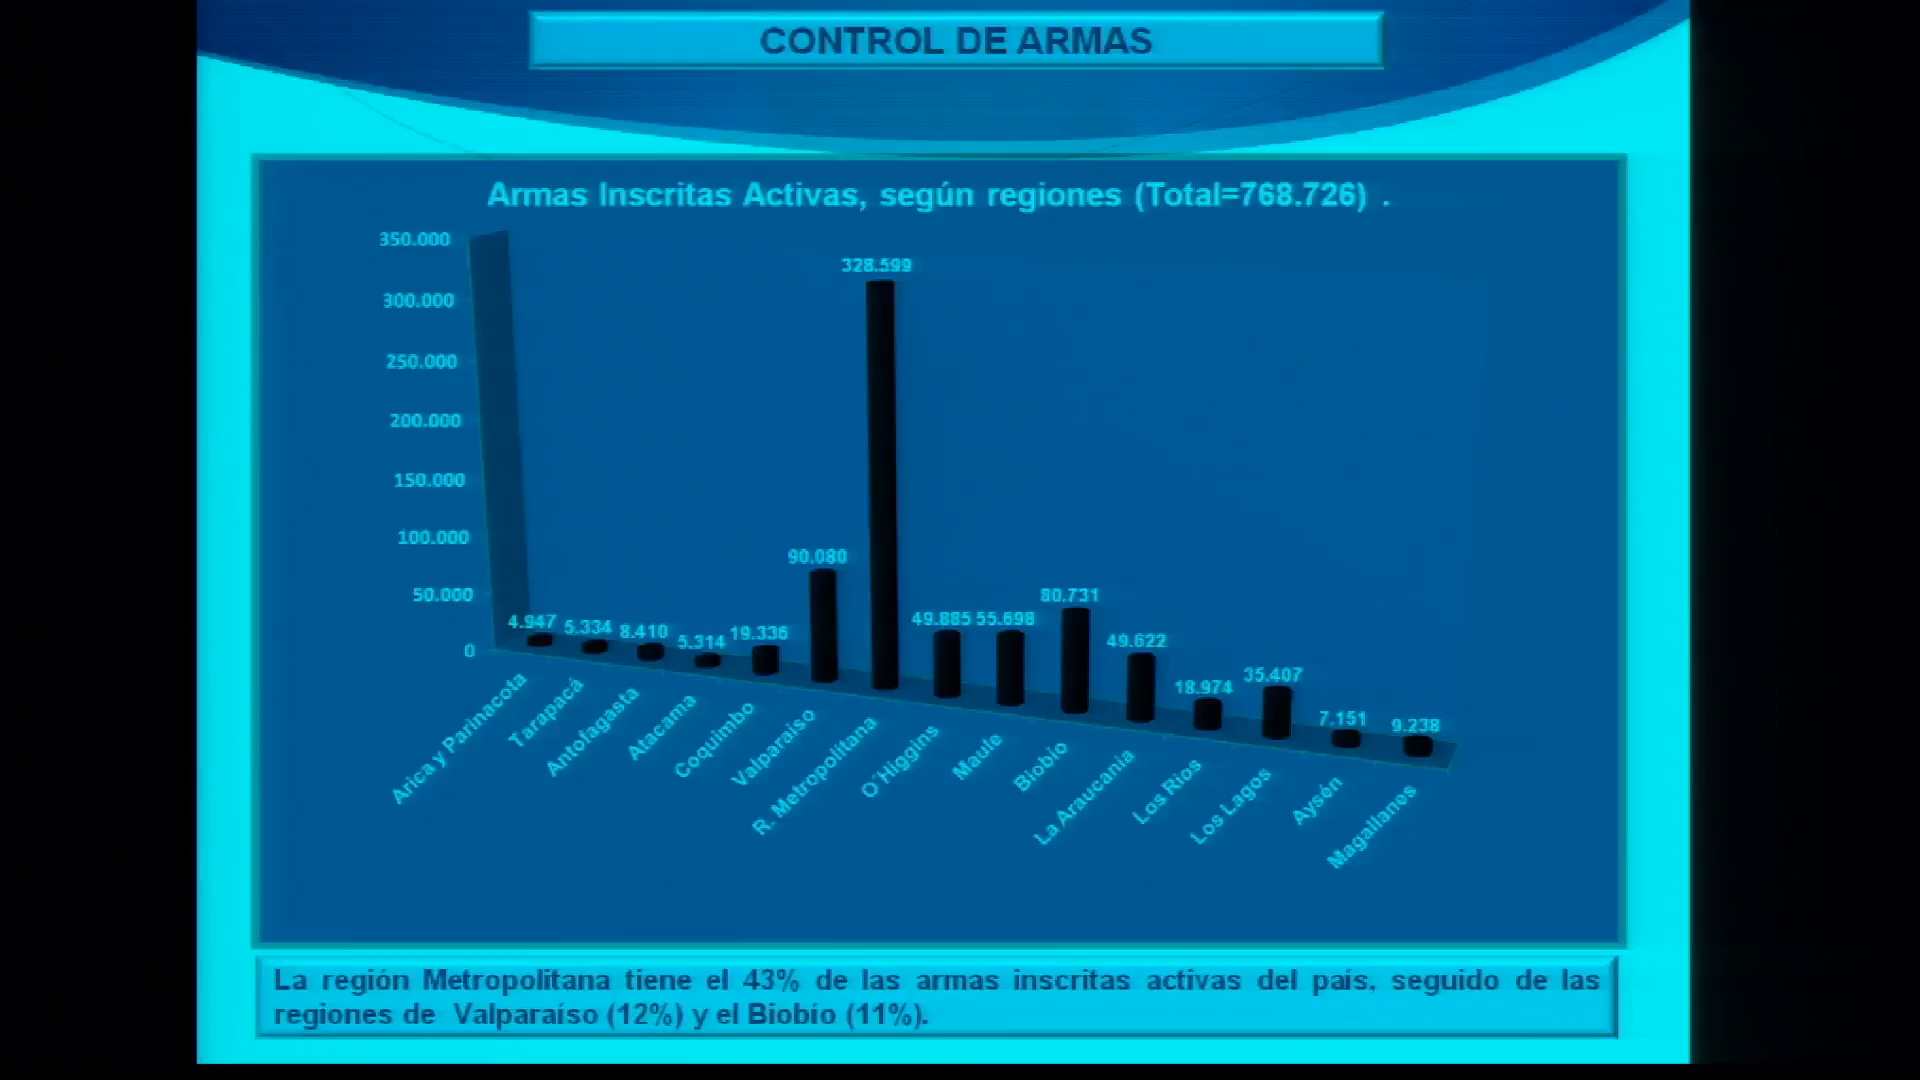 CONTROL DE ARMAS
Armas Inscritas Activas, según regiones (Total=768.726) .
350.000
300.000
250.000
200.000
150.000
100.000
50.000
0
4.947
5.334
8.410
5.314
19.336
90.080
328.599
49.885
55.698
80.731
49.622
18.974
35.407
7.151
9.238
Arica y Parinacota
Tarapacá
Antofagasta
Atacama
Coquimbo
Valparaíso
R. Metropolitana
O´Higgins
Maule
Biobío
La Araucanía
Los Ríos
Los Lagos
Aysén
Magallanes
La región Metropolitana tiene el 43% de las armas inscritas activas del país, seguido de las
regiones de Valparaíso (12%) y el Biobío (11%).